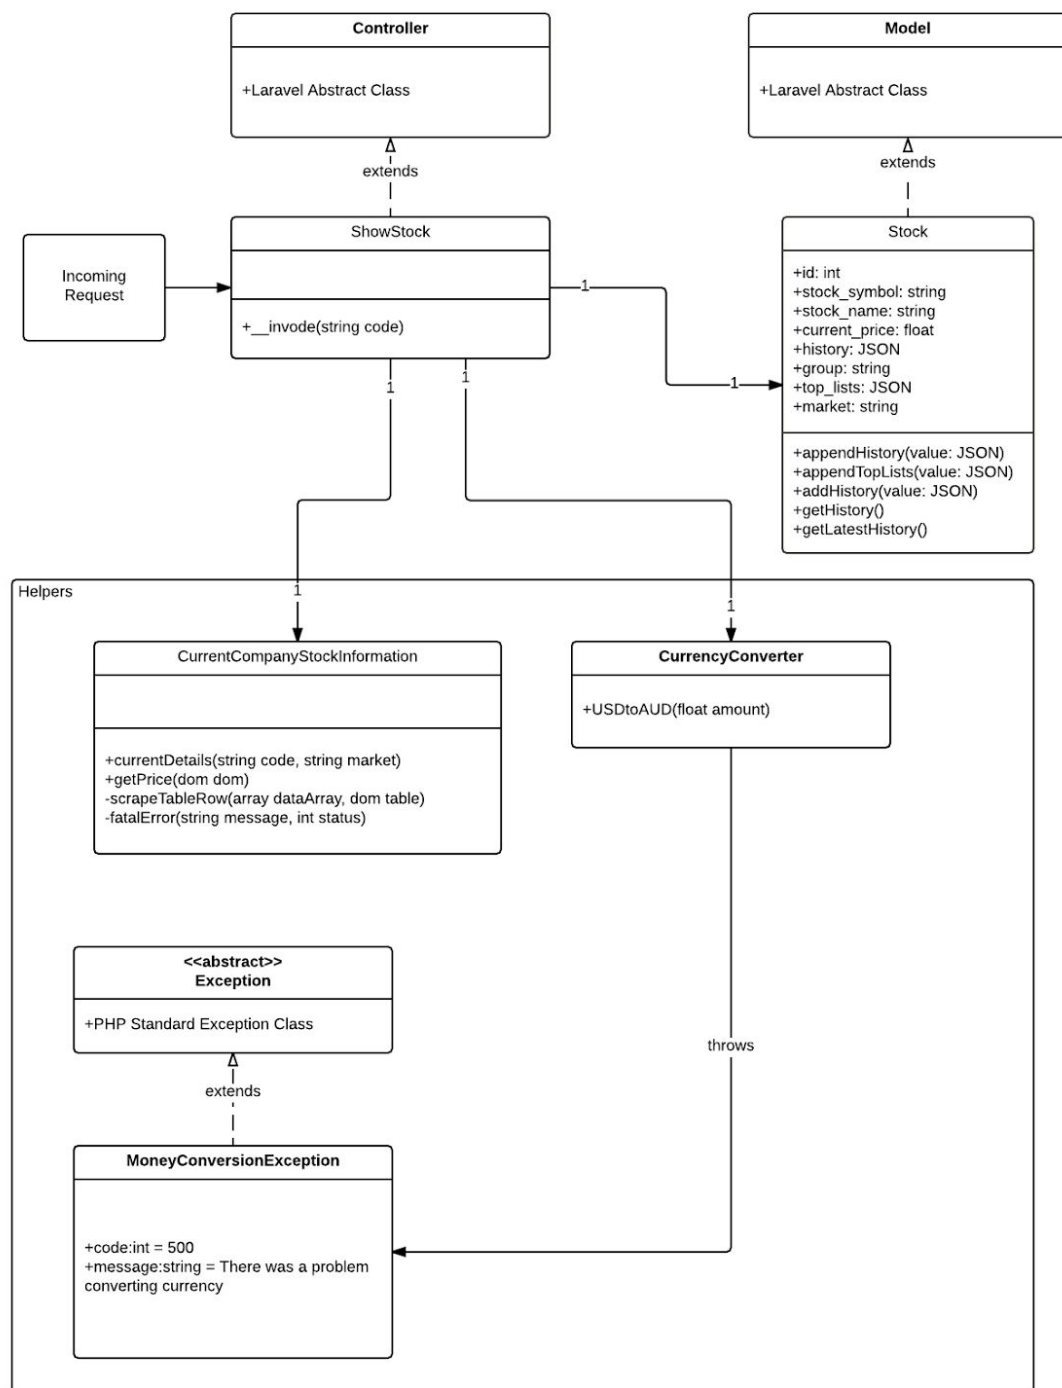 Controller
+Laravel Abstract Class
Model
+Laravel Abstract Class
extends
extends
Incoming
Request
ShowStock
+__invode(string code)
1
1
1
1
Stock
+id: int
+stock_symbol: string
+stock_name: string
+current_price: float
+history: JSON
+group: string
+top_lists: JSON
+market: string
+appendHistory(value: JSON)
+appendTopLists(value: JSON)
+addHistory(value: JSON)
+getHistory()
+getLatestHistory()
Helpers
1
1
CurrentCompanyStockInformation
+currentDetails(string code, string market)
+getPrice(dom dom)
-scrapeTableRow(array dataArray, dom table)
-fatalError(string message, int status)
CurrencyConverter
+USDtoAUD(float amount)
<<abstract>>
Exception
+PHP Standard Exception Class
throws
extends
MoneyConversionException
+code:int = 500
+message:string = There was a problem
converting currency